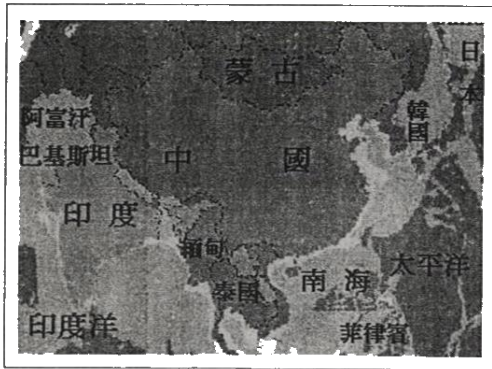 日本
蒙古
韓國
阿富汗
巴基斯坦
中國
印度
緬甸
泰國
南海
太平洋
印度洋
菲律賓